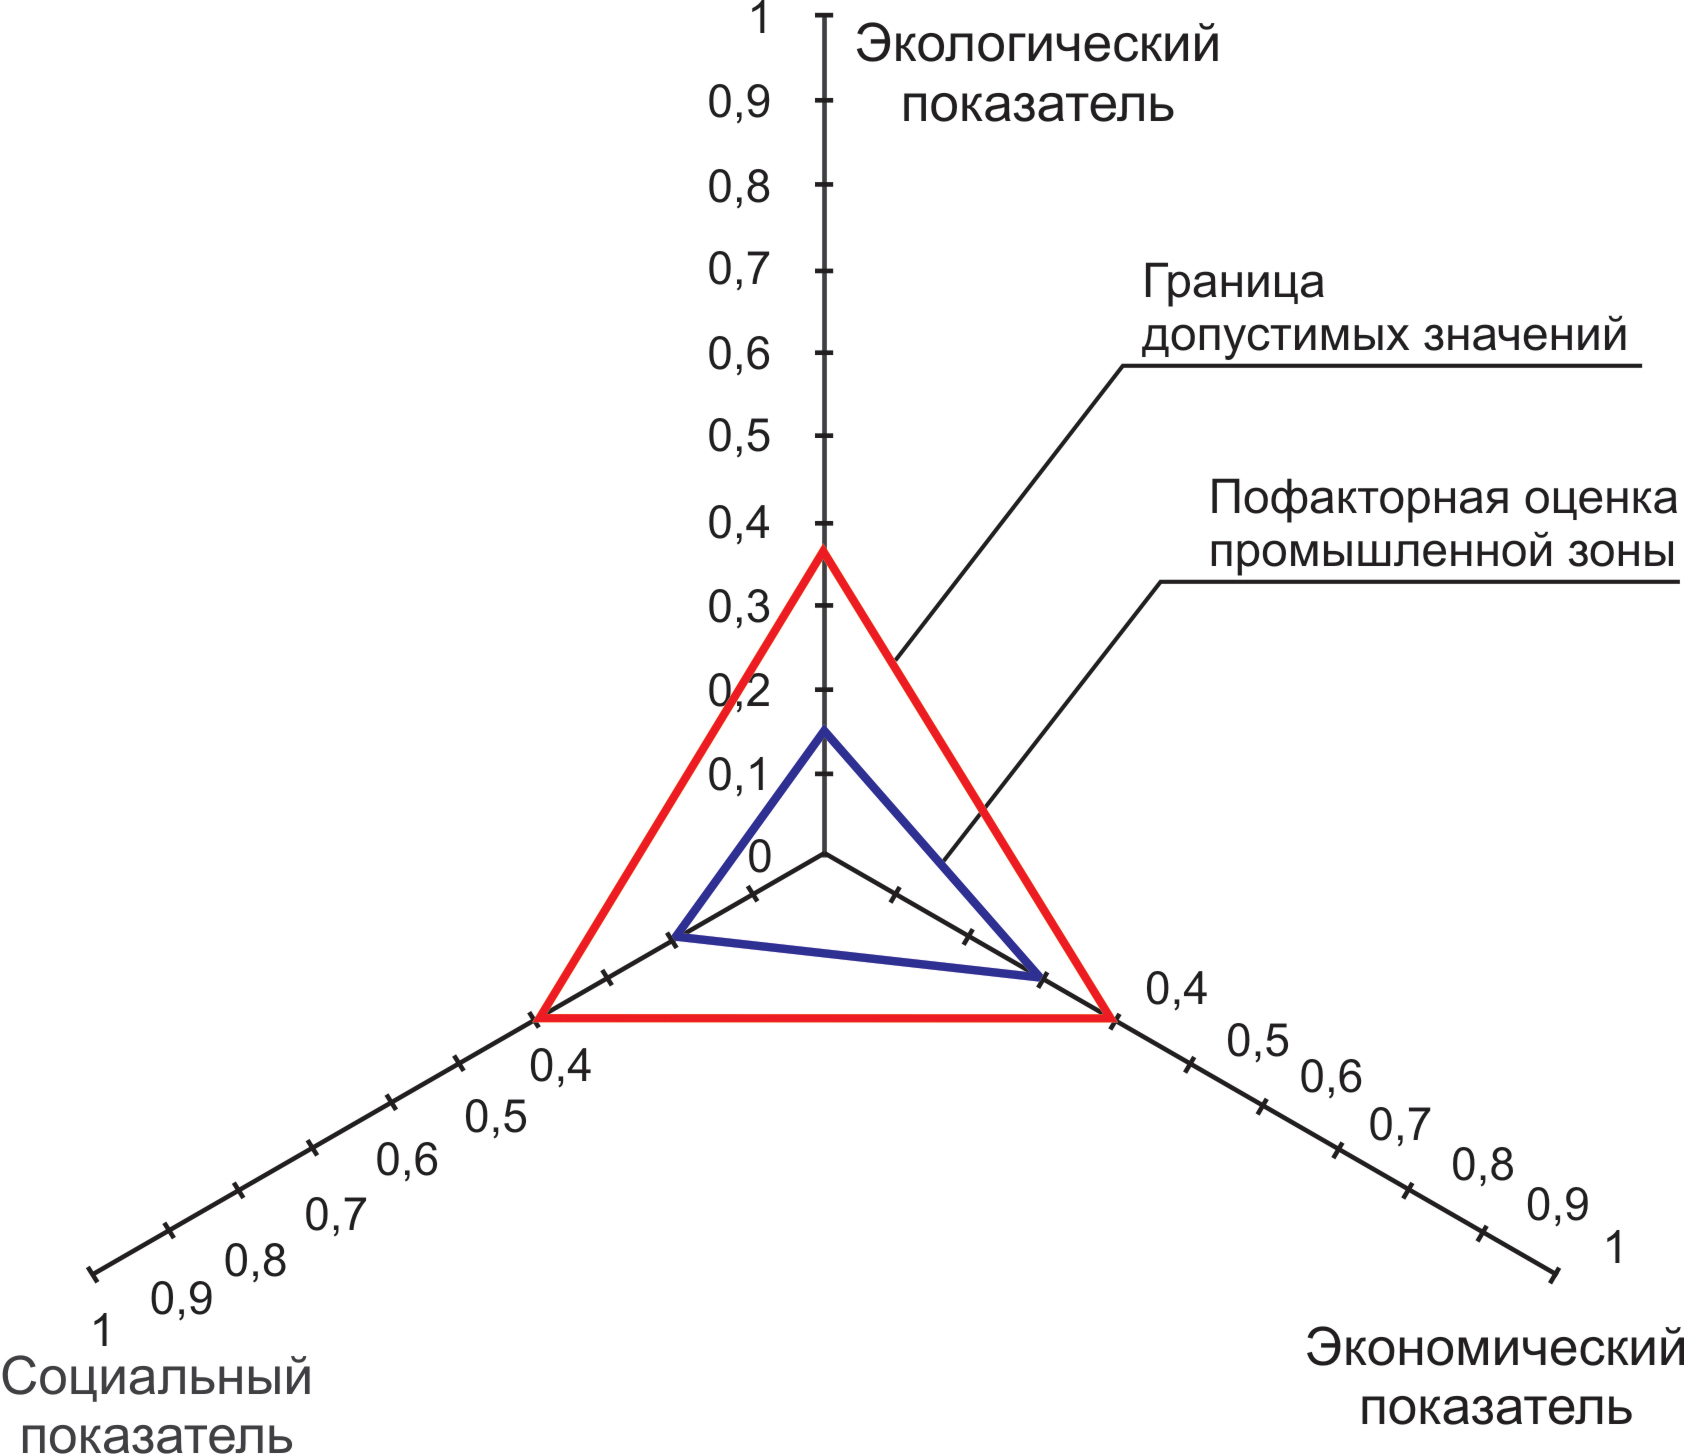 1
Экологический
показатель
0,9
0,8
0,7
Граница
допустимых значений
0,6
0,5
Пофакторная оценка
промышленной зоны
0,4
0,3
0,2
0,1
0
0,4
0,5
0,6
0,7
0,8
0,9
1
Экономический
показатель
0,4
0,5
0,6
0,7
0,8
0,9
1
Социальный
показатель